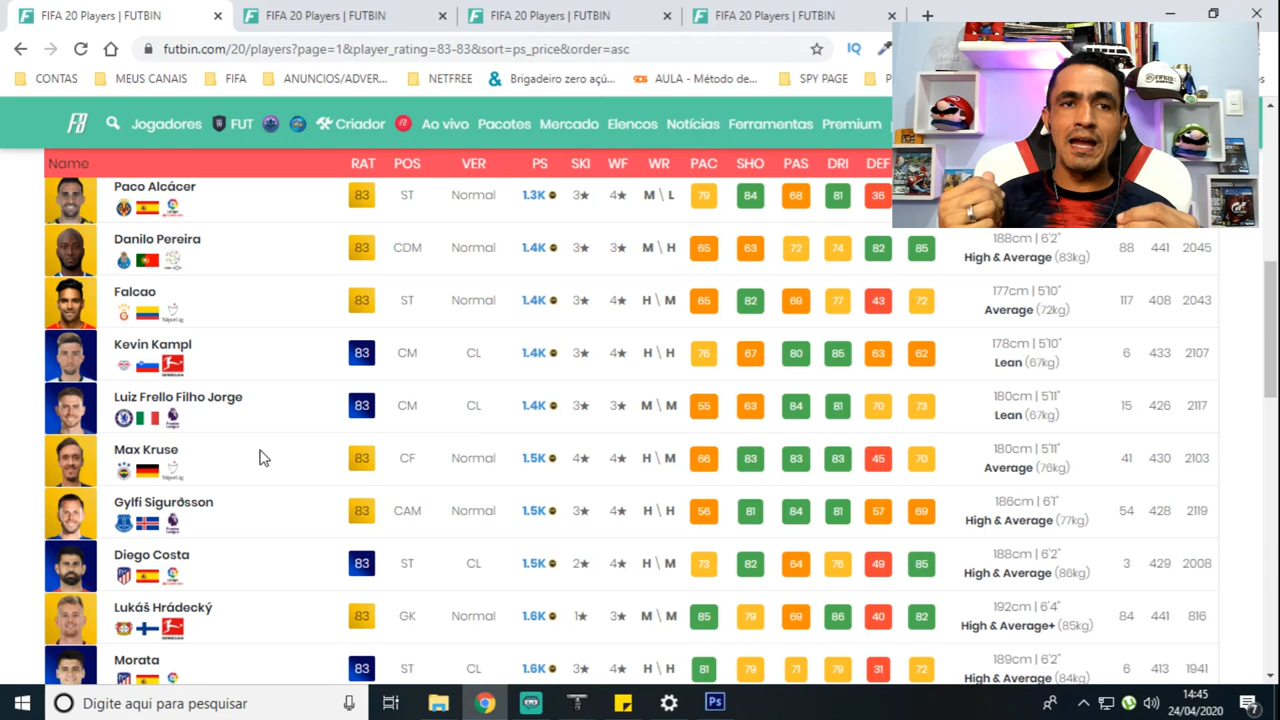 FIFA 20 Players | FUTBIN × FIFA 20 Players | FUTBIN × FIFA 20 Players | FUTBIN × FIFA 20 Players | FUTBIN × +
futbin.com/20/players?page=1&player_rating=83-83&sort=ps_price&order=asc
CONTAS MEUS CANAIS FIFA ANUNCIOS/ADVER... NETFREE Brigadeiro zero açú... AULA - Método de... SPY PAGE
F8 Jogadores FUT Criador Ao vivo Pacotes Mercado Elencos Notícias Ferramentas Premium
Name RAT POS VER PS SKI WF WR PAC SHO PAS DRI DEF
Paco Alcácer 83 ST Normal 1.3K 3★ 4★ M \ L 79 84 68 81 36
Danilo Pereira 83 CDM Normal 1.4K 3★ 3★ M \ H 65 63 72 74 82 85 188cm | 6'2" 88 441 2045
High & Average (83kg)
Falcao 83 ST Normal 1.4K 3★ 4★ H \ M 65 82 69 77 43 72 177cm | 5'10" 117 408 2043
Average (72kg)
Kevin Kampl 83 CM CL 1.4K 3★ 4★ H \ H 76 67 80 85 63 62 178cm | 5'10" 6 433 2107
Lean (67kg)
Luiz Frello Filho Jorge 83 CM CL 1.4K 3★ 3★ M \ M 55 63 84 81 70 73 180cm | 5'11" 15 426 2117
Lean (67kg)
Max Kruse 83 CF Normal 1.5K 4★ 4★ H \ M 66 83 83 83 45 70 180cm | 5'11" 41 430 2103
Average (76kg)
Gylfi Sigurðsson 83 CAM Normal 1.5K 3★ 4★ H \ H 56 81 84 81 57 69 186cm | 6'1" 54 428 2119
High & Average (77kg)
Diego Costa 83 ST CL 1.5K 2★ 4★ H \ M 73 82 64 76 49 85 188cm | 6'2" 3 429 2008
High & Average (86kg)
Lukáš Hrádecký 83 GK Normal 1.6K 1★ 4★ M \ M 85 79 69 86 40 82 192cm | 6'4" 84 441 816
High & Average+ (85kg)
Morata 83 ST CL 1.6K 3★ 4★ H \ H 81 79 71 79 31 72 189cm | 6'2" 6 413 1941
High & Average (84kg)
Digite aqui para pesquisar
14:45
24/04/2020
7